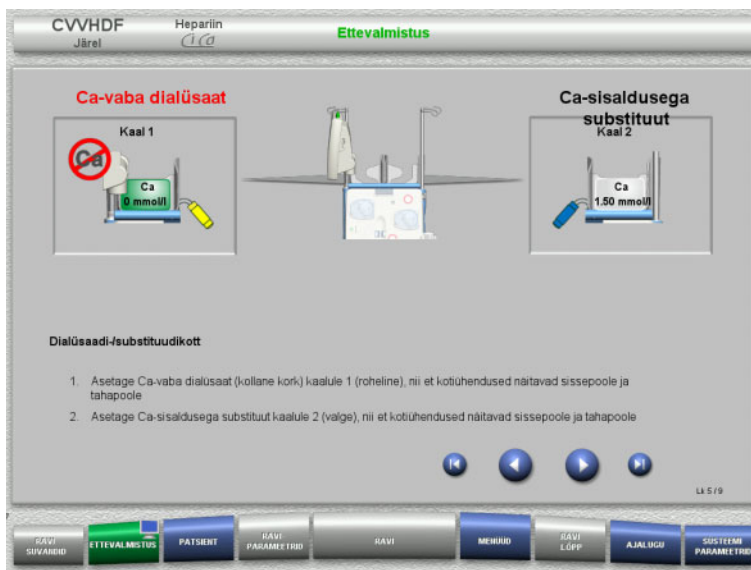 CVVHDF
Järel
Hepariin
Ci Ca
Ettevalmistus
Ca-vaba dialüsaat
Ca-sisaldusega
substituut
Kaal 1
Ca
Ca
0 mmol/l
Kaal 2
Ca
1.50 mmol/l
Dialüsaadi-/substituudikott
1. Asetage Ca-vaba dialüsaat (kollane kork) kaalule 1 (roheline), nii et kotiühendused näitavad sissepoole ja
tahapoole
2. Asetage Ca-sisaldusega substituut kaalule 2 (valge), nii et kotiühendused näitavad sissepoole ja tahapoole
Lk 5 / 9
RAVI
SUVANDID
ETTEVALMISTUS
PATSIENT
RAVI
PARAMEETRID
RAVI
MENÜÜD
RAVI
LÕPP
AJALUGU
SÜSTEEMI
PARAMEETRID